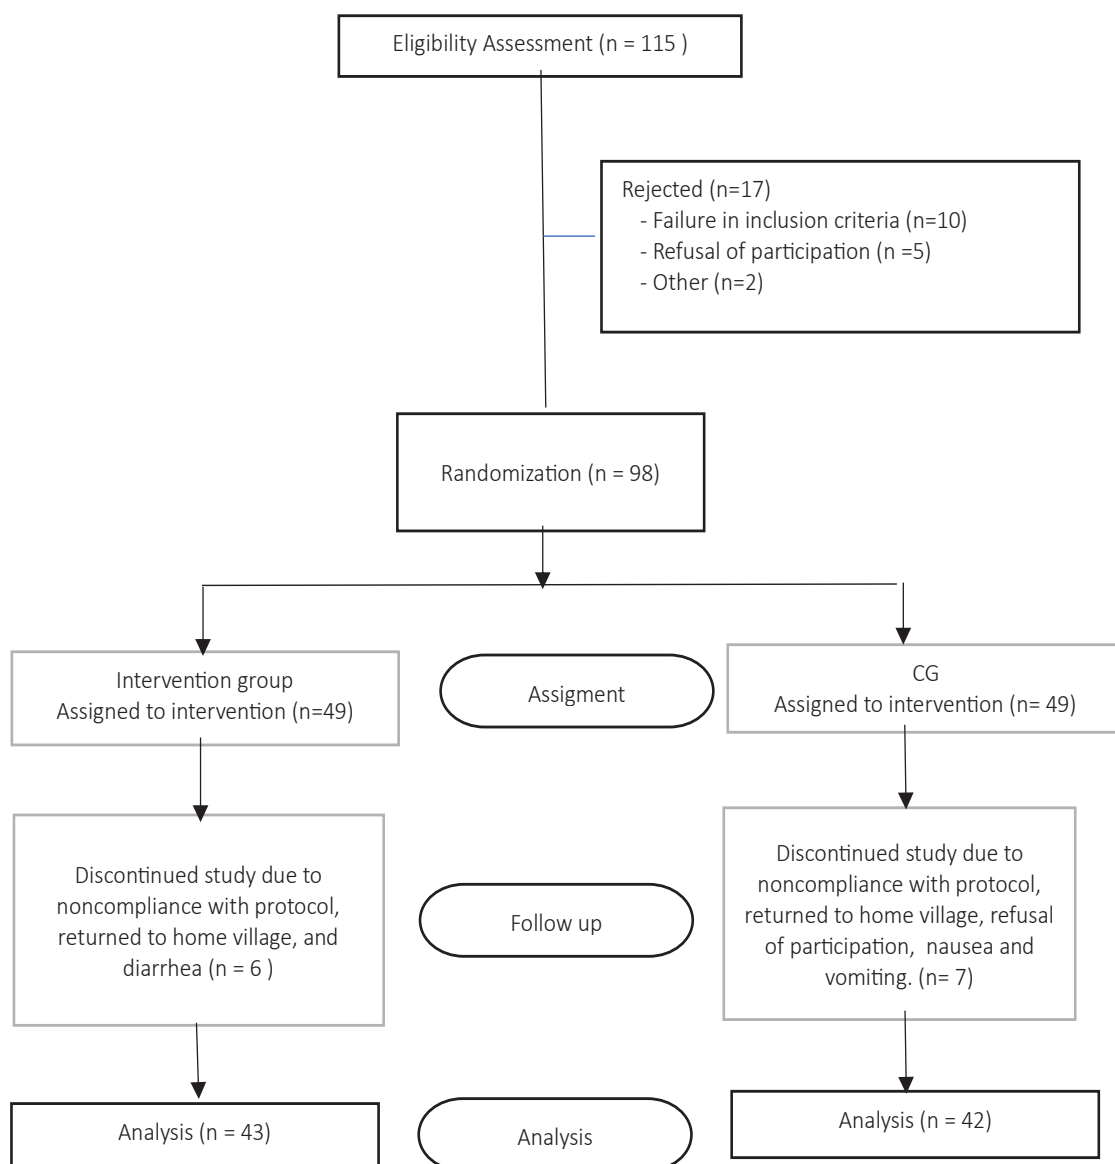 Eligibility Assessment (n = 115 )
Rejected (n=17)
- Failure in inclusion criteria (n=10)
- Refusal of participation (n =5)
- Other (n=2)
Randomization (n = 98)
Intervention group
Assigned to intervention (n=49)
Assigment
CG
Assigned to intervention (n= 49)
Discontinued study due to
noncompliance with protocol,
returned to home village, and
diarrhea (n = 6 )
Follow up
Discontinued study due to
noncompliance with protocol,
returned to home village, refusal
of participation, nausea and
vomiting. (n= 7)
Analysis (n = 43)
Analysis
Analysis (n = 42)